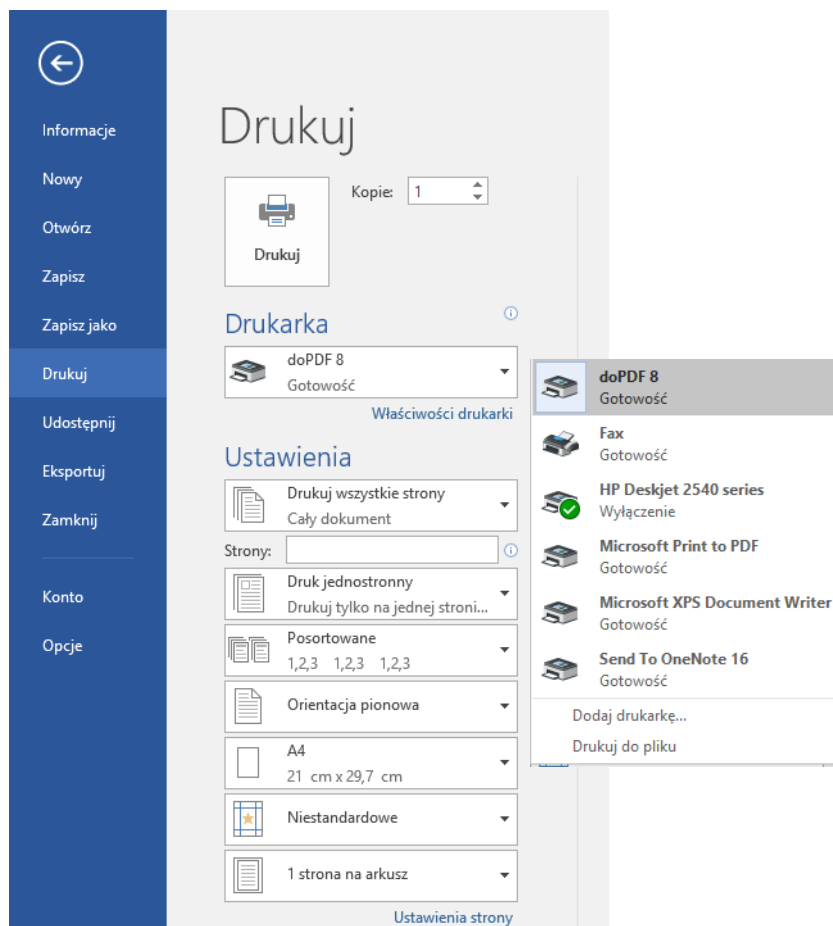 Informacje
Nowy
Otwórz
Zapisz
Zapisz jako
Drukuj
Udostępnij
Eksportuj
Zamknij
Konto
Opcje
Drukuj
Drukuj
Kopie: 1
Drukarka
doPDF 8
Gotowość
Właściwości drukarki
Ustawienia
Drukuj wszystkie strony
Cały dokument
Strony:
Druk jednostronny
Drukuj tylko na jednej stroni...
Posortowane
1,2,3 1,2,3 1,2,3
Orientacja pionowa
A4
21 cm x 29,7 cm
Niestandardowe
1 strona na arkusz
Ustawienia strony
doPDF 8
Gotowość
Fax
Gotowość
HP Deskjet 2540 series
Wyłączenie
Microsoft Print to PDF
Gotowość
Microsoft XPS Document Writer
Gotowość
Send To OneNote 16
Gotowość
Dodaj drukarkę...
Drukuj do pliku